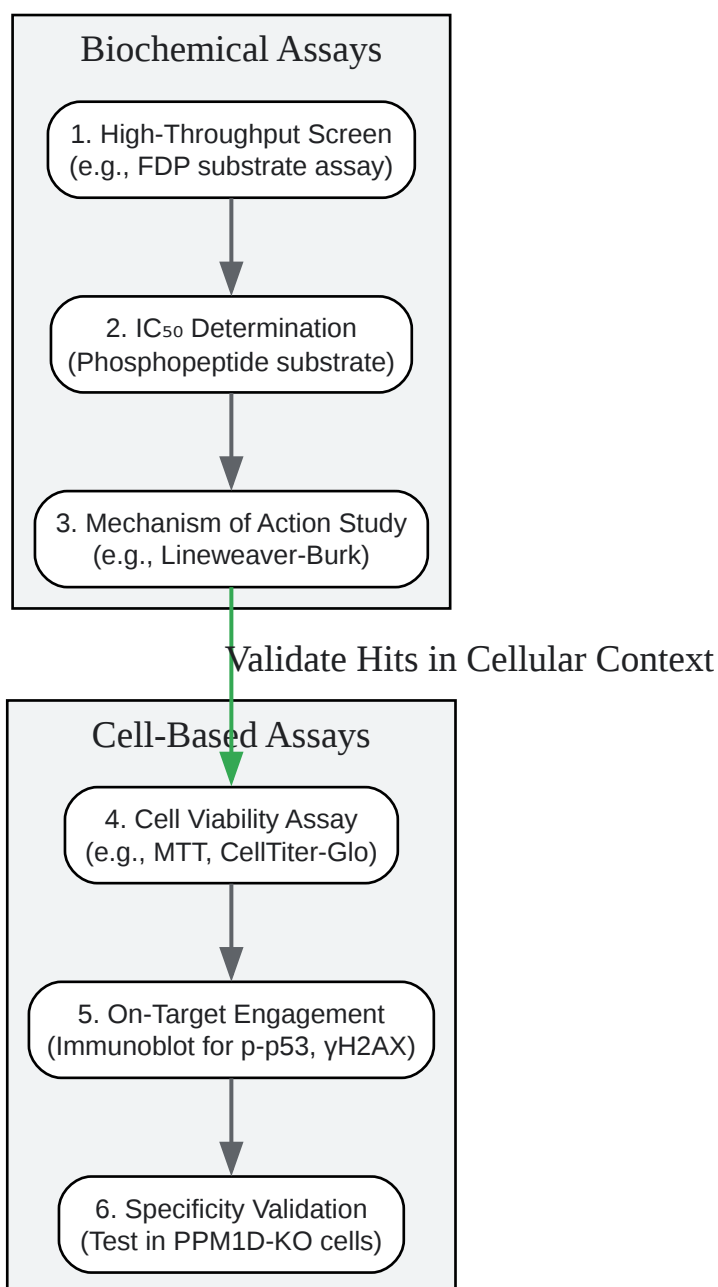 Biochemical Assays
1. High-Throughput Screen
(e.g., FDP substrate assay)
2. IC₅₀ Determination
(Phosphopeptide substrate)
3. Mechanism of Action Study
(e.g., Lineweaver-Burk)
Validate Hits in Cellular Context
Cell-Based Assays
4. Cell Viability Assay
(e.g., MTT, CellTiter-Glo)
5. On-Target Engagement
(Immunoblot for p-p53, γH2AX)
6. Specificity Validation
(Test in PPM1D-KO cells)